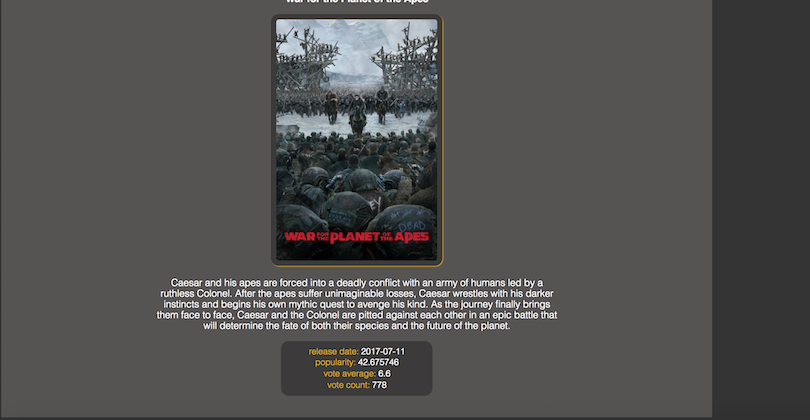 War for the Planet of the Apes
DEAD
WAR FOR THE PLANET OF THE APES
Caesar and his apes are forced into a deadly conflict with an army of humans led by a
ruthless Colonel. After the apes suffer unimaginable losses, Caesar wrestles with his darker
instincts and begins his own mythic quest to avenge his kind. As the journey finally brings
them face to face, Caesar and the Colonel are pitted against each other in an epic battle that
will determine the fate of both their species and the future of the planet.
release date: 2017-07-11
popularity: 42.675746
vote average: 6.6
vote count: 778